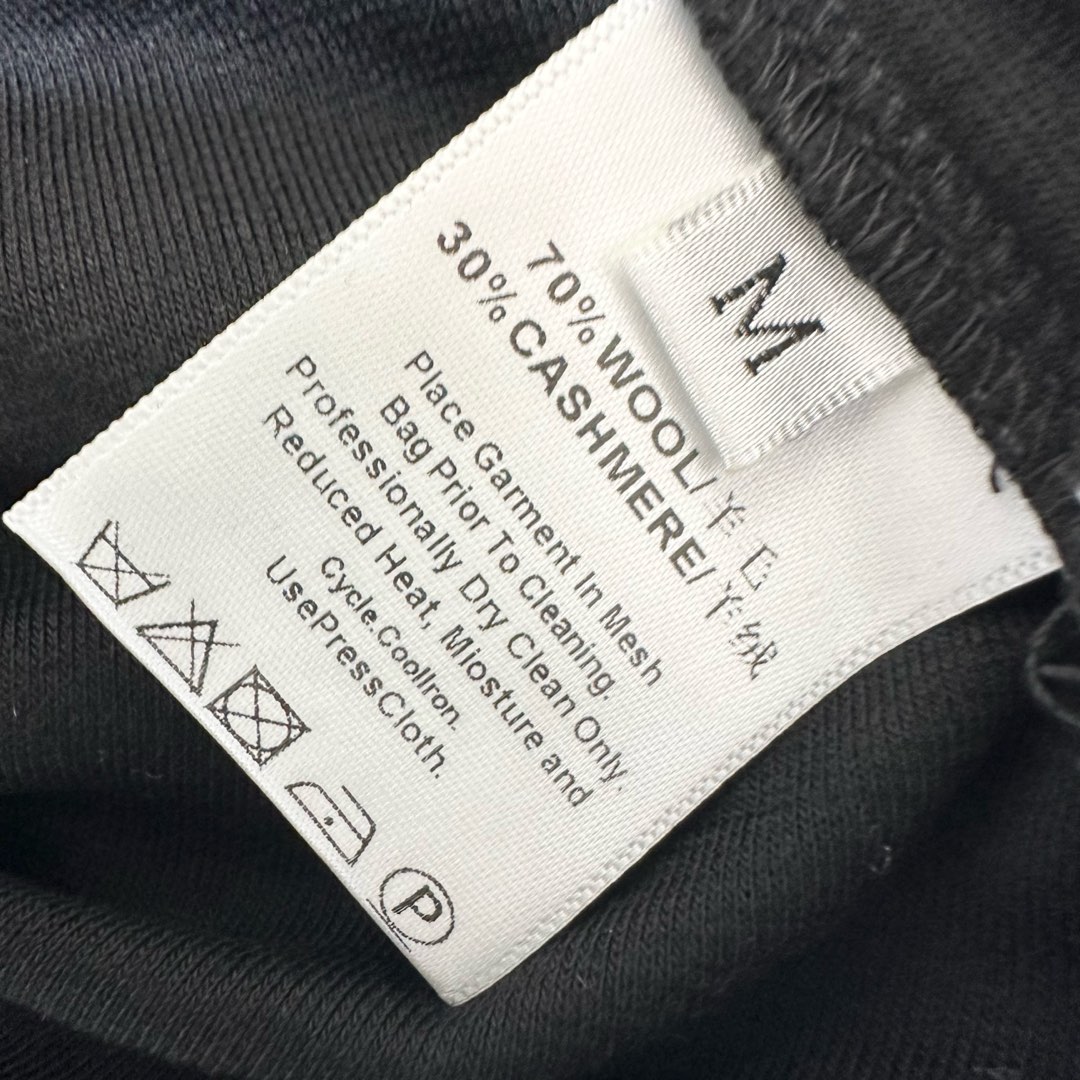 M
70% WOOL/羊毛
30% CASHMERE/羊绒
Place Garment In Mesh
Bag Prior To Cleaning.
Professionally Dry Clean Only.
Reduced Heat, Miosture and
Cycle.CoolIron.
UsePressCloth.
P